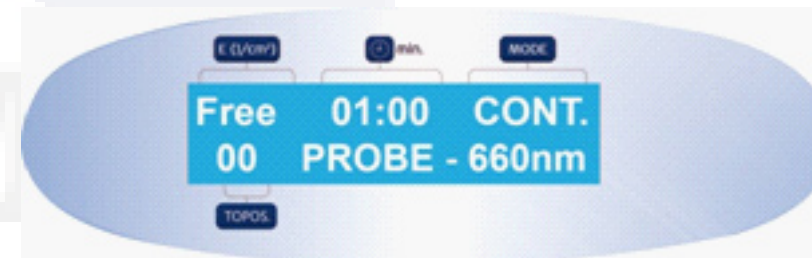 E (J/cm²) min. MODE
Free 01:00 CONT.
00 PROBE - 660nm
TOPOS.